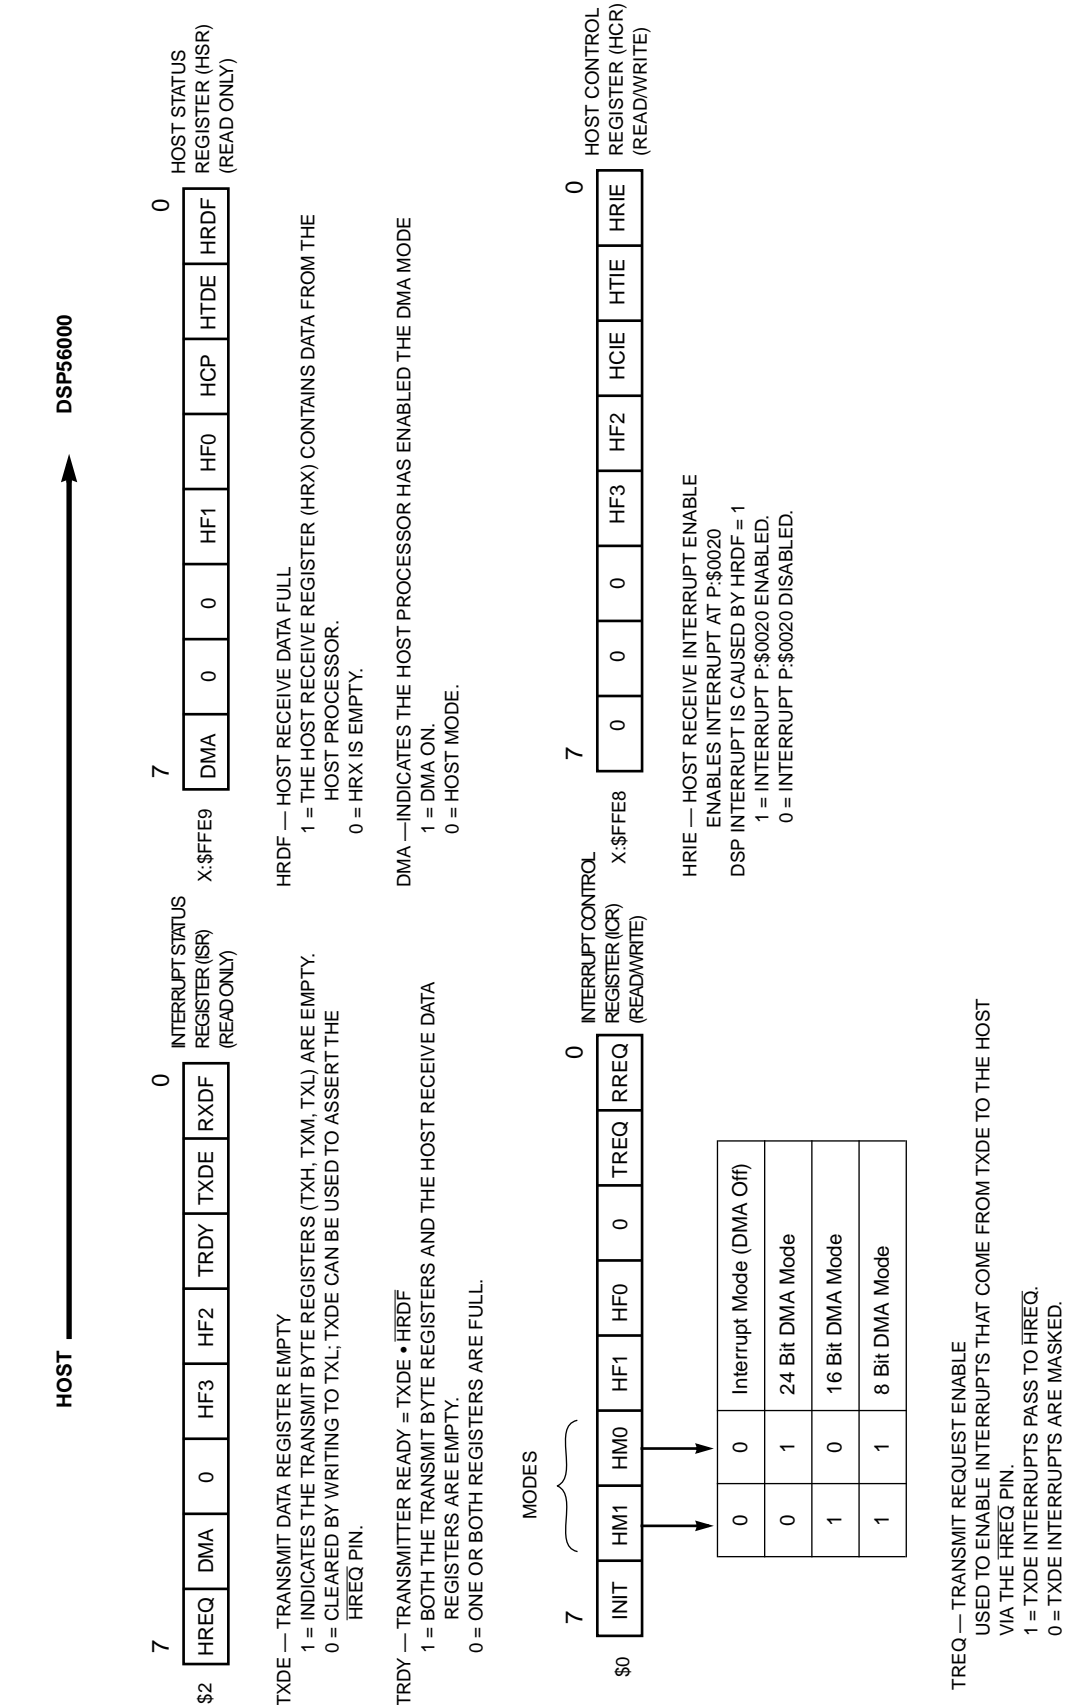 HOST DSP56000
7 0
$2 HREQ DMA 0 HF3 HF2 TRDY TXDE RXDF
INTERRUPT STATUS
REGISTER (ISR)
(READ ONLY)
TXDE — TRANSMIT DATA REGISTER EMPTY
1 = INDICATES THE TRANSMIT BYTE REGISTERS (TXH, TXM, TXL) ARE EMPTY.
0 = CLEARED BY WRITING TO TXL; TXDE CAN BE USED TO ASSERT THE
HREQ PIN.
TRDY — TRANSMITTER READY = TXDE • HRDF
1 = BOTH THE TRANSMIT BYTE REGISTERS AND THE HOST RECEIVE DATA
REGISTERS ARE EMPTY.
0 = ONE OR BOTH REGISTERS ARE FULL.
7 0
X:$FFE9 DMA 0 0 HF1 HF0 HCP HTDE HRDF
HOST STATUS
REGISTER (HSR)
(READ ONLY)
HRDF — HOST RECEIVE DATA FULL
1 = THE HOST RECEIVE REGISTER (HRX) CONTAINS DATA FROM THE
HOST PROCESSOR.
0 = HRX IS EMPTY.
DMA —INDICATES THE HOST PROCESSOR HAS ENABLED THE DMA MODE
1 = DMA ON.
0 = HOST MODE.
MODES
7 0
$0 INIT HM1 HM0 HF1 HF0 0 TREQ RREQ
INTERRUPT CONTROL
REGISTER (ICR)
(READ/WRITE)
0 0 Interrupt Mode (DMA Off)
0 1 24 Bit DMA Mode
1 0 16 Bit DMA Mode
1 1 8 Bit DMA Mode
TREQ — TRANSMIT REQUEST ENABLE
USED TO ENABLE INTERRUPTS THAT COME FROM TXDE TO THE HOST
VIA THE HREQ PIN.
1 = TXDE INTERRUPTS PASS TO HREQ.
0 = TXDE INTERRUPTS ARE MASKED.
7 0
X:$FFE8 0 0 0 HF3 HF2 HCIE HTIE HRIE
HOST CONTROL
REGISTER (HCR)
(READ/WRITE)
HRIE — HOST RECEIVE INTERRUPT ENABLE
ENABLES INTERRUPT AT P:$0020
DSP INTERRUPT IS CAUSED BY HRDF = 1
1 = INTERRUPT P:$0020 ENABLED.
0 = INTERRUPT P:$0020 DISABLED.